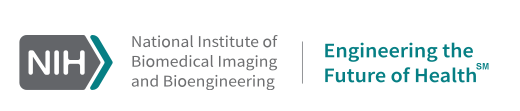 NIH
National Institute of
Biomedical Imaging
and Bioengineering
Engineering the
Future of Health℠